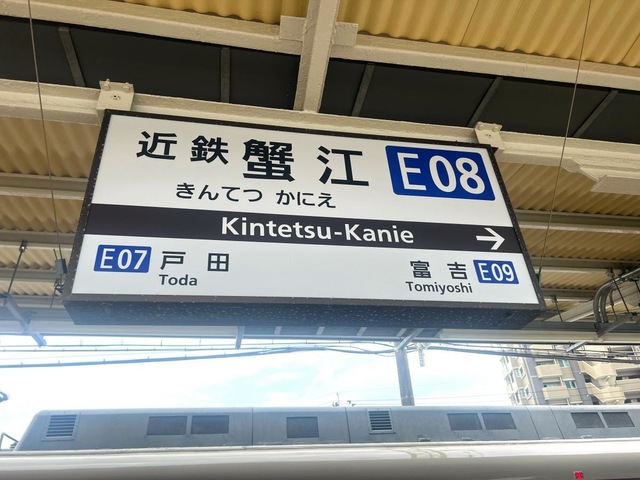 近鉄蟹江 E08
きんてつ かにえ
Kintetsu-Kanie →
E07 戸田 富吉 E09
Toda Tomiyoshi